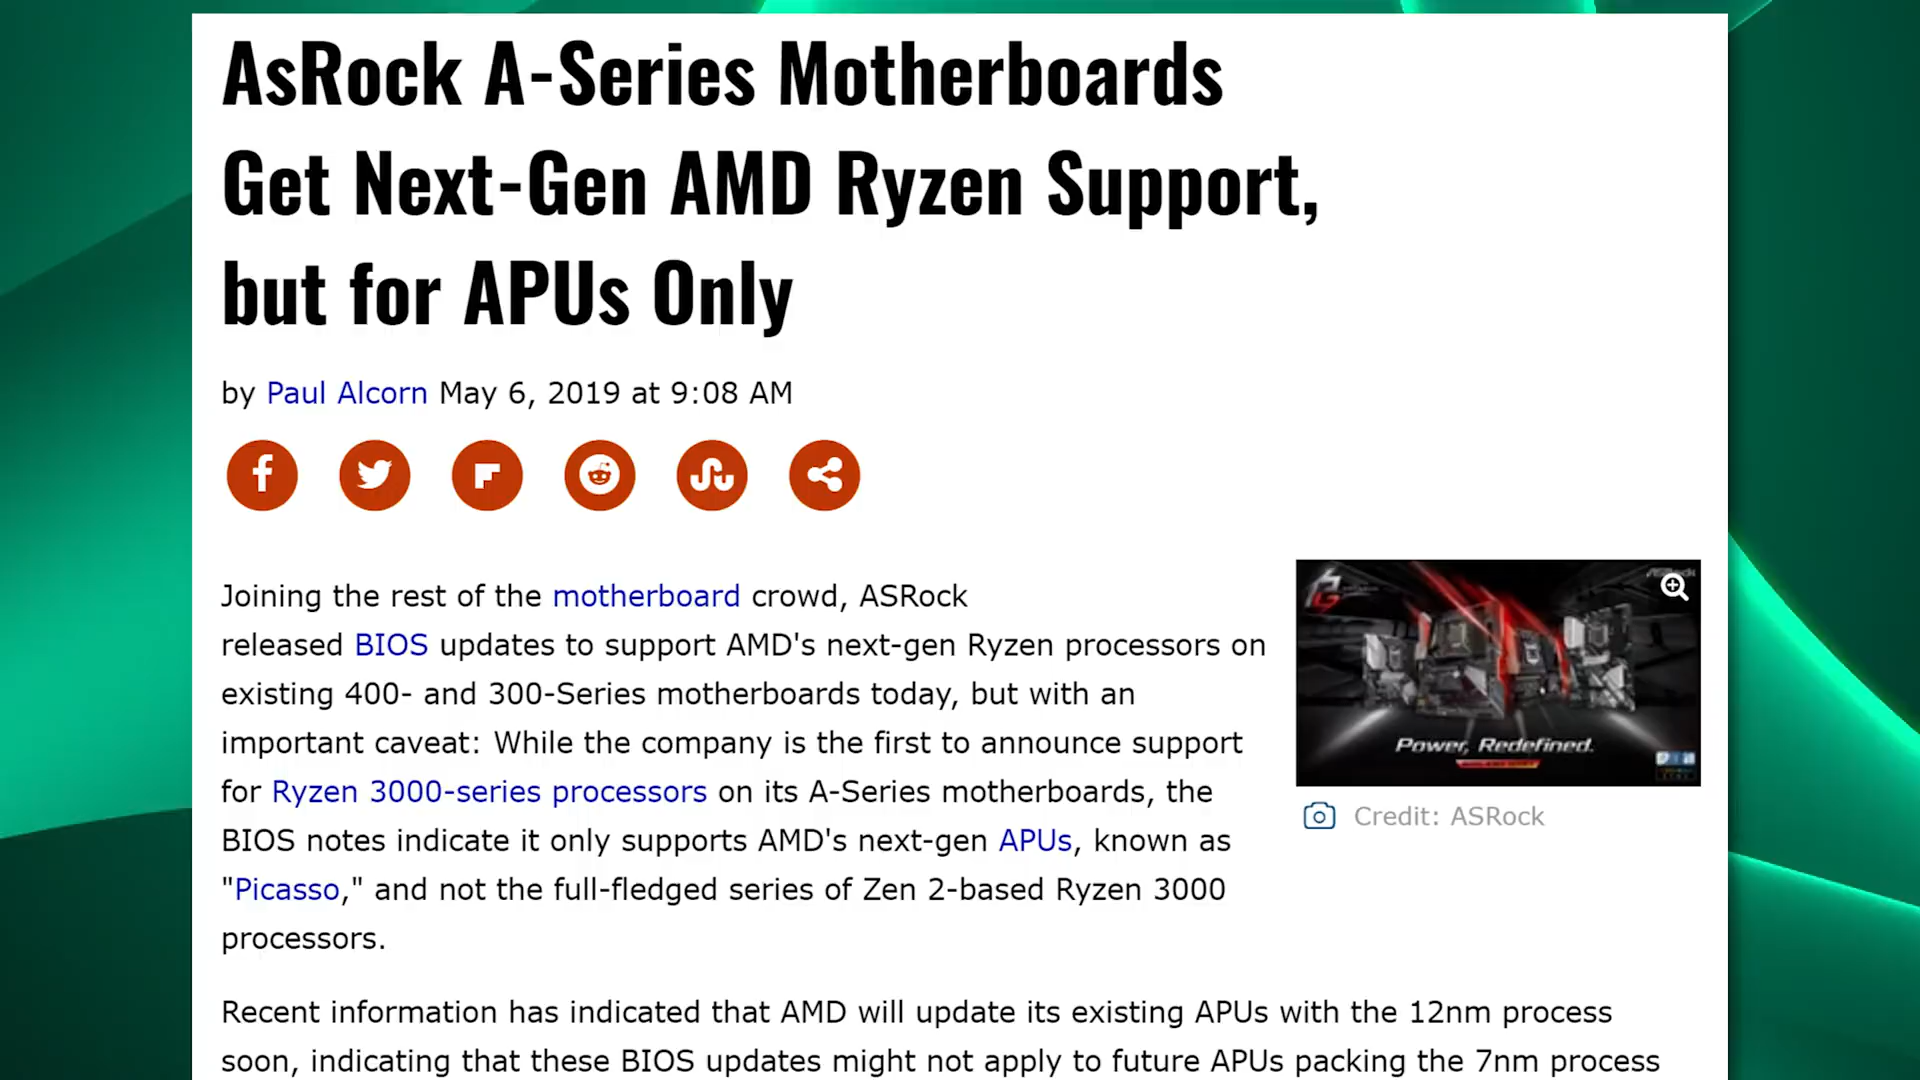 AsRock A-Series Motherboards
Get Next-Gen AMD Ryzen Support,
but for APUs Only
by Paul Alcorn May 6, 2019 at 9:08 AM
Joining the rest of the motherboard crowd, ASRock
released BIOS updates to support AMD's next-gen Ryzen processors on
existing 400- and 300-Series motherboards today, but with an
important caveat: While the company is the first to announce support
for Ryzen 3000-series processors on its A-Series motherboards, the
BIOS notes indicate it only supports AMD's next-gen APUs, known as
"Picasso," and not the full-fledged series of Zen 2-based Ryzen 3000
processors.
Power, Redefined.
Credit: ASRock
Recent information has indicated that AMD will update its existing APUs with the 12nm process
soon, indicating that these BIOS updates might not apply to future APUs packing the 7nm process